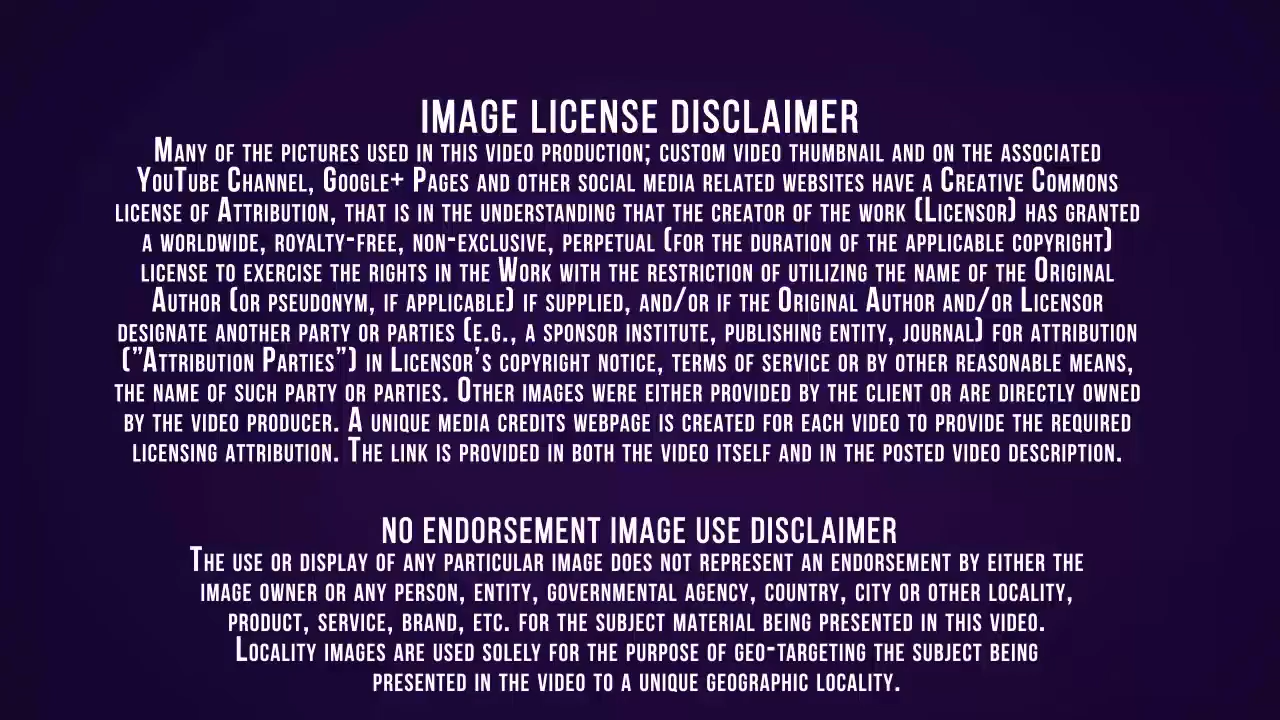 IMAGE LICENSE DISCLAIMER
Many of the pictures used in this video production; custom video thumbnail and on the associated
YouTube Channel, Google+ Pages and other social media related websites have a Creative Commons
license of Attribution, that is in the understanding that the creator of the work (Licensor) has granted
a worldwide, royalty-free, non-exclusive, perpetual (for the duration of the applicable copyright)
license to exercise the rights in the Work with the restriction of utilizing the name of the Original
Author (or pseudonym, if applicable) if supplied, and/or if the Original Author and/or Licensor
designate another party or parties (e.g., a sponsor institute, publishing entity, journal) for attribution
("Attribution Parties") in Licensor's copyright notice, terms of service or by other reasonable means,
the name of such party or parties. Other images were either provided by the client or are directly owned
by the video producer. A unique media credits webpage is created for each video to provide the required
licensing attribution. The link is provided in both the video itself and in the posted video description.
NO ENDORSEMENT IMAGE USE DISCLAIMER
The use or display of any particular image does not represent an endorsement by either the
image owner or any person, entity, governmental agency, country, city or other locality,
product, service, brand, etc. for the subject material being presented in this video.
Locality images are used solely for the purpose of geo-targeting the subject being
presented in the video to a unique geographic locality.